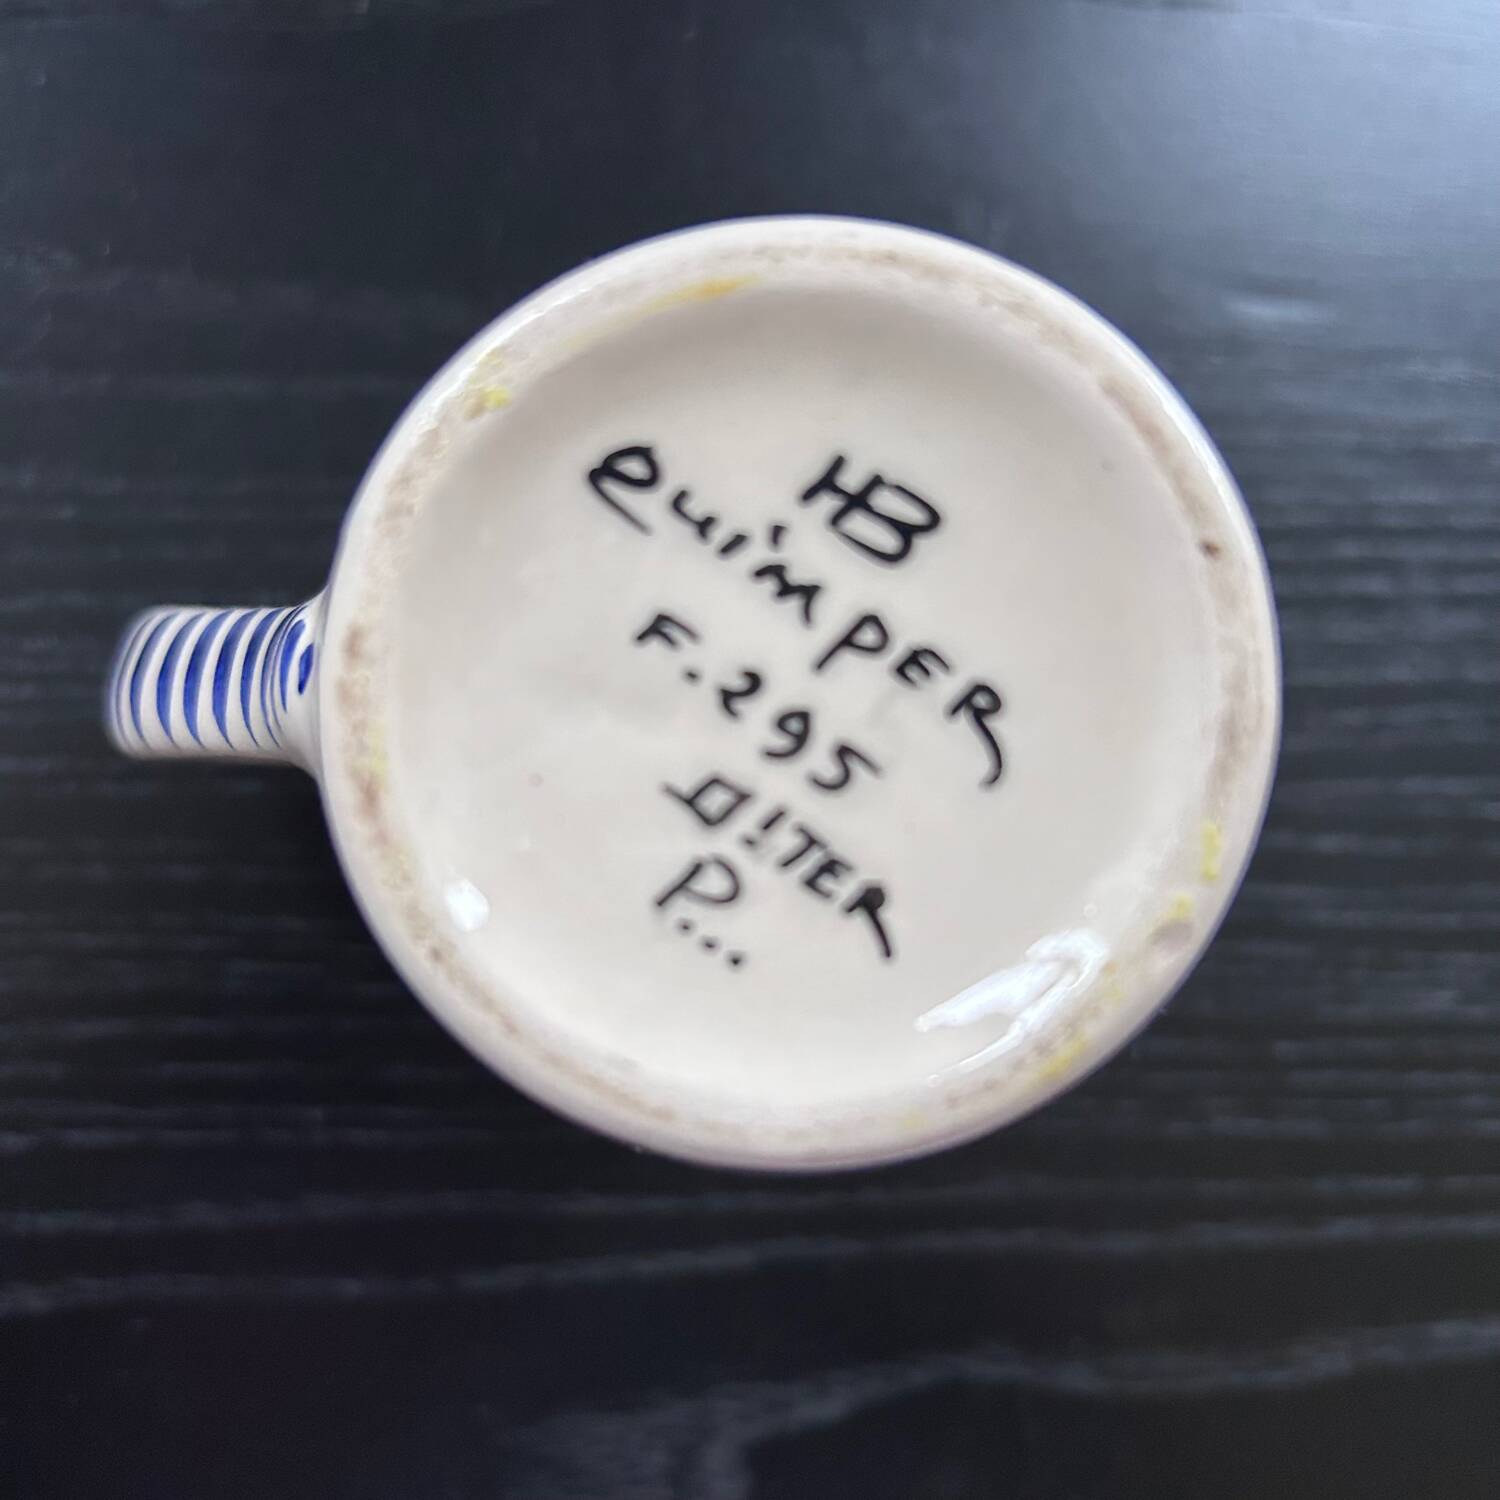 HB
Quimper
F.295
D!TER
P...